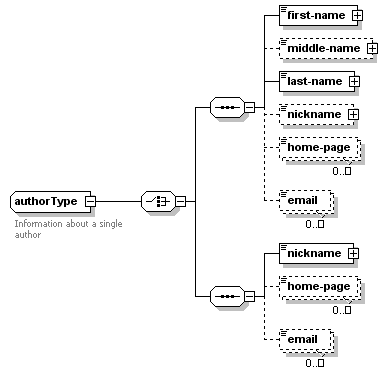 first-name
middle-name
last-name
nickname
home-page
0..
email
0..
authorType
Information about a single
author
nickname
home-page
0..
email
0..